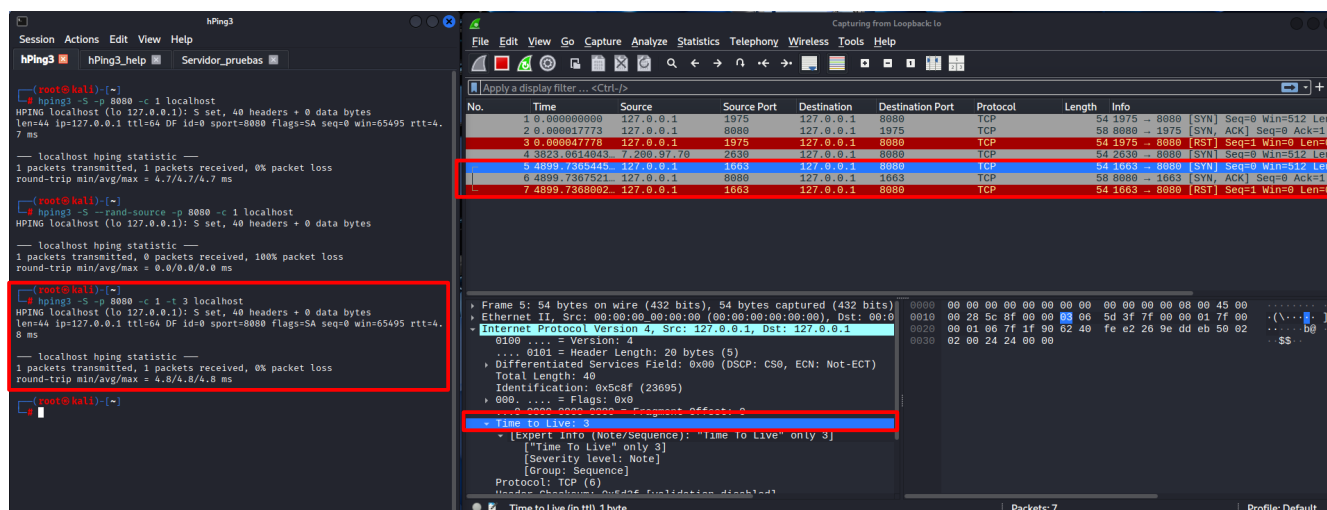 hPing3
Session Actions Edit View Help
hPing3 hPing3_help Servidor_pruebas
(root㉿kali)-[~]
# hping3 -S -p 8080 -c 1 localhost
HPING localhost (lo 127.0.0.1): S set, 40 headers + 0 data bytes
len=44 ip=127.0.0.1 ttl=64 DF id=0 sport=8080 flags=SA seq=0 win=65495 rtt=4.
7 ms
— localhost hping statistic —
1 packets transmitted, 1 packets received, 0% packet loss
round-trip min/avg/max = 4.7/4.7/4.7 ms
(root㉿kali)-[~]
# hping3 -S --rand-source -p 8080 -c 1 localhost
HPING localhost (lo 127.0.0.1): S set, 40 headers + 0 data bytes
— localhost hping statistic —
1 packets transmitted, 0 packets received, 100% packet loss
round-trip min/avg/max = 0.0/0.0/0.0 ms
(root㉿kali)-[~]
# hping3 -S -p 8080 -c 1 -t 3 localhost
HPING localhost (lo 127.0.0.1): S set, 40 headers + 0 data bytes
len=44 ip=127.0.0.1 ttl=64 DF id=0 sport=8080 flags=SA seq=0 win=65495 rtt=4.
8 ms
— localhost hping statistic —
1 packets transmitted, 1 packets received, 0% packet loss
round-trip min/avg/max = 4.8/4.8/4.8 ms
(root㉿kali)-[~]
#
Capturing from Loopback: lo
File Edit View Go Capture Analyze Statistics Telephony Wireless Tools Help
Apply a display filter ... <Ctrl-/>
No. Time Source Source Port Destination Destination Port Protocol Length Info
1 0.000000000 127.0.0.1 1975 127.0.0.1 8080 TCP 54 1975 → 8080 [SYN] Seq=0 Win=512 Len
2 0.000017773 127.0.0.1 8080 127.0.0.1 1975 TCP 58 8080 → 1975 [SYN, ACK] Seq=0 Ack=1
3 0.000047778 127.0.0.1 1975 127.0.0.1 8080 TCP 54 1975 → 8080 [RST] Seq=1 Win=0 Len=
4 3823.0614043… 7.200.97.70 2630 127.0.0.1 8080 TCP 54 2630 → 8080 [SYN] Seq=0 Win=512 Len
5 4899.7365445… 127.0.0.1 1663 127.0.0.1 8080 TCP 54 1663 → 8080 [SYN] Seq=0 Win=512 Len
6 4899.7367521… 127.0.0.1 8080 127.0.0.1 1663 TCP 58 8080 → 1663 [SYN, ACK] Seq=0 Ack=1
7 4899.7368002… 127.0.0.1 1663 127.0.0.1 8080 TCP 54 1663 → 8080 [RST] Seq=1 Win=0 Len=
Frame 5: 54 bytes on wire (432 bits), 54 bytes captured (432 bits)
Ethernet II, Src: 00:00:00_00:00:00 (00:00:00:00:00:00), Dst: 00:0
Internet Protocol Version 4, Src: 127.0.0.1, Dst: 127.0.0.1
0100 .... = Version: 4
.... 0101 = Header Length: 20 bytes (5)
Differentiated Services Field: 0x00 (DSCP: CS0, ECN: Not-ECT)
Total Length: 40
Identification: 0x5c8f (23695)
000. .... = Flags: 0x0
...0 0000 0000 0000 = Fragment Offset: 0
Time to Live: 3
[Expert Info (Note/Sequence): "Time To Live" only 3]
["Time To Live" only 3]
[Severity level: Note]
[Group: Sequence]
Protocol: TCP (6)
Header Checksum: 0x5d3f [validation disabled]
0000 00 00 00 00 00 00 00 00 00 00 00 00 08 00 45 00
0010 00 28 5c 8f 00 00 03 06 5d 3f 7f 00 00 01 7f 00
0020 00 01 06 7f 1f 90 62 40 fe e2 26 9e dd eb 50 02
0030 02 00 24 24 00 00
Time to Live (ip.ttl), 1 byte
Packets: 7
Profile: Default